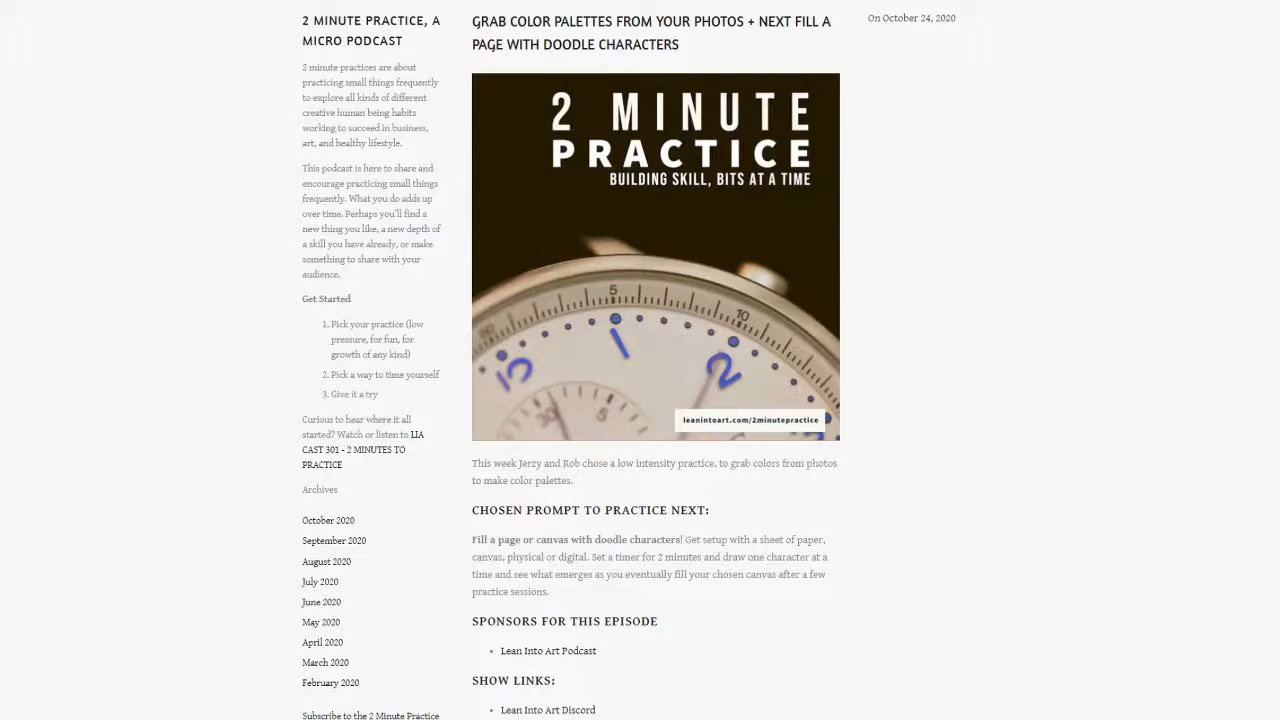 2 MINUTE PRACTICE, A
MICRO PODCAST
2 minute practices are about
practicing small things frequently
to explore all kinds of different
creative human being habits
working to succeed in business,
art, and healthy lifestyle.
This podcast is here to share and
encourage practicing small things
frequently. What you do adds up
over time. Perhaps you'll find a
new thing you like, a new depth of
a skill you have already, or make
something to share with your
audience.
Get Started
1. Pick your practice (low
pressure, for fun, for
growth of any kind)
2. Pick a way to time yourself
3. Give it a try
Curious to hear where it all
started? Watch or listen to LIA
CAST 301 - 2 MINUTES TO
PRACTICE
Archives
October 2020
September 2020
August 2020
July 2020
June 2020
May 2020
April 2020
March 2020
February 2020
Subscribe to the 2 Minute Practice
GRAB COLOR PALETTES FROM YOUR PHOTOS + NEXT FILL A
PAGE WITH DOODLE CHARACTERS
2 MINUTE
PRACTICE
BUILDING SKILL, BITS AT A TIME
5
10
1
2
5
leanintoart.com/2minutepractice
This week Jerzy and Rob chose a low intensity practice, to grab colors from photos
to make color palettes.
CHOSEN PROMPT TO PRACTICE NEXT:
Fill a page or canvas with doodle characters! Get setup with a sheet of paper,
canvas, physical or digital. Set a timer for 2 minutes and draw one character at a
time and see what emerges as you eventually fill your chosen canvas after a few
practice sessions.
SPONSORS FOR THIS EPISODE
• Lean Into Art Podcast
SHOW LINKS:
• Lean Into Art Discord
On October 24, 2020